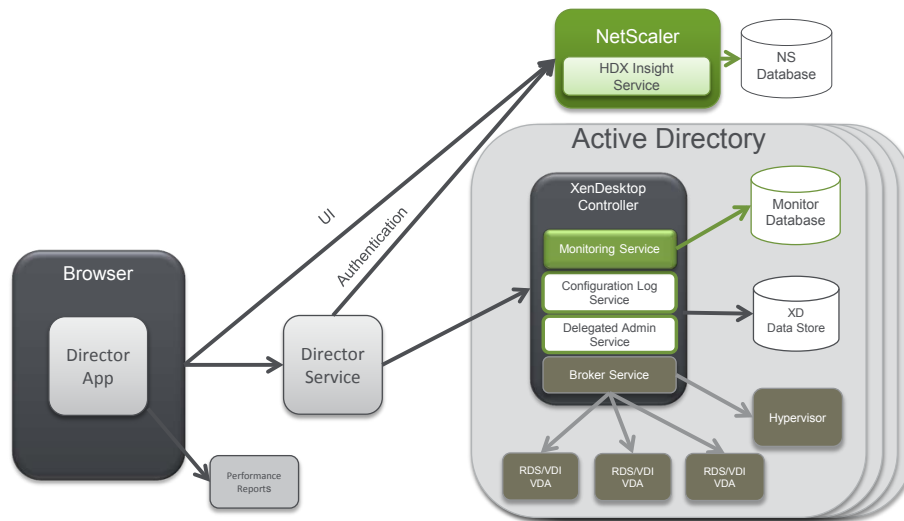 NetScaler
HDX Insight
Service
NS
Database
Active Directory
XenDesktop
Controller
Monitor
Database
UI
Authentication
Monitoring Service
Browser
Configuration Log
Service
XD
Data Store
Delegated Admin
Service
Director
App
Director
Service
Broker Service
Hypervisor
Performance
Reports
RDS/VDI
VDA
RDS/VDI
VDA
RDS/VDI
VDA